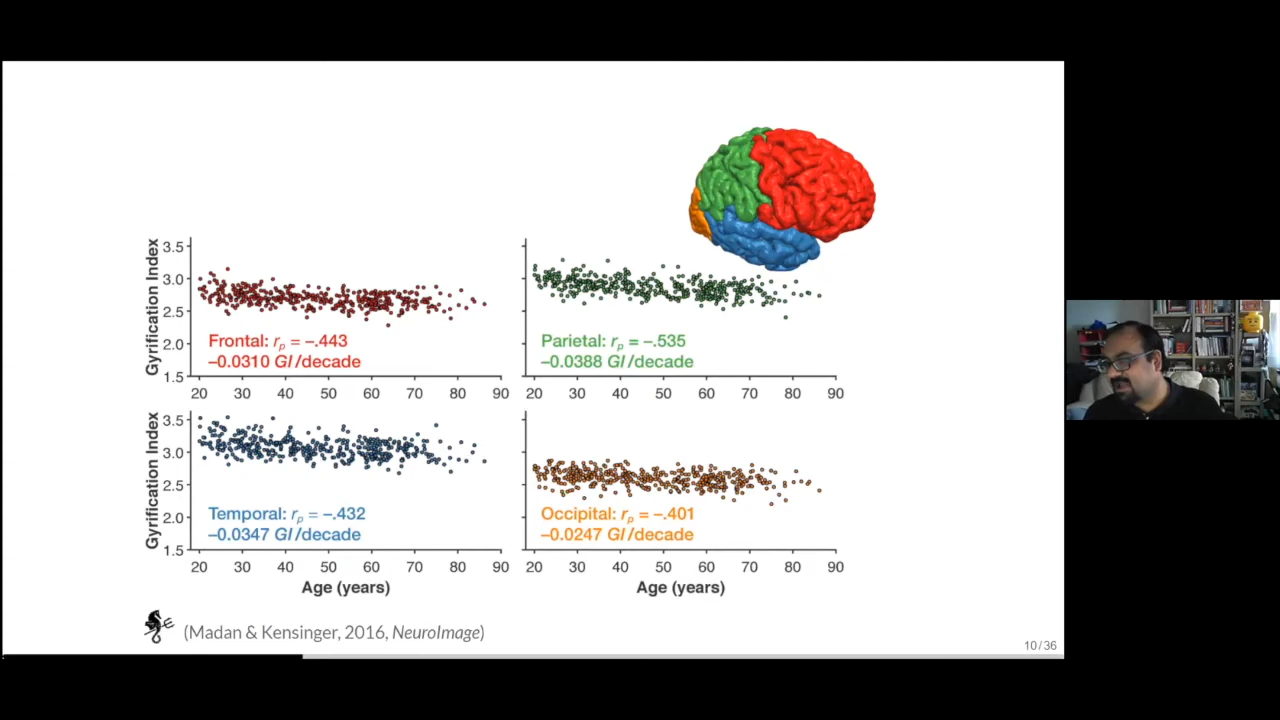 Gyrification Index
3.5
3.0
2.5
2.0
1.5
Frontal: rₚ = –.443
–0.0310 GI/decade
20 30 40 50 60 70 80 90
Parietal: rₚ = –.535
–0.0388 GI/decade
20 30 40 50 60 70 80 90
Gyrification Index
3.5
3.0
2.5
2.0
1.5
Temporal: rₚ = –.432
–0.0347 GI/decade
20 30 40 50 60 70 80 90
Age (years)
Occipital: rₚ = –.401
–0.0247 GI/decade
20 30 40 50 60 70 80 90
Age (years)
(Madan & Kensinger, 2016, NeuroImage)
10 / 36